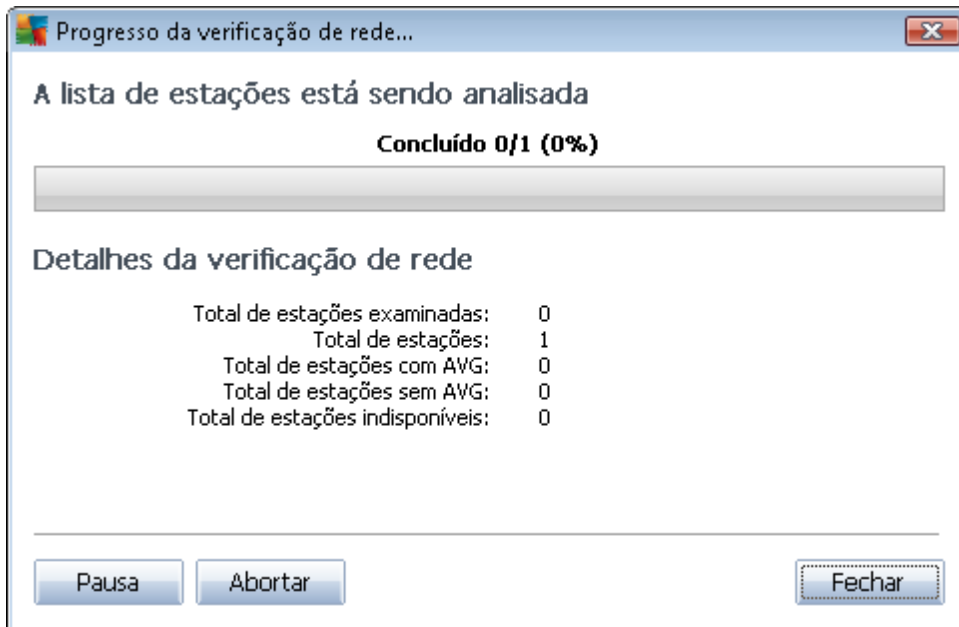 Progresso da verificação de rede...
A lista de estações está sendo analisada
Concluído 0/1 (0%)
Detalhes da verificação de rede
Total de estações examinadas: 0
Total de estações: 1
Total de estações com AVG: 0
Total de estações sem AVG: 0
Total de estações indisponíveis: 0
Pausa Abortar Fechar